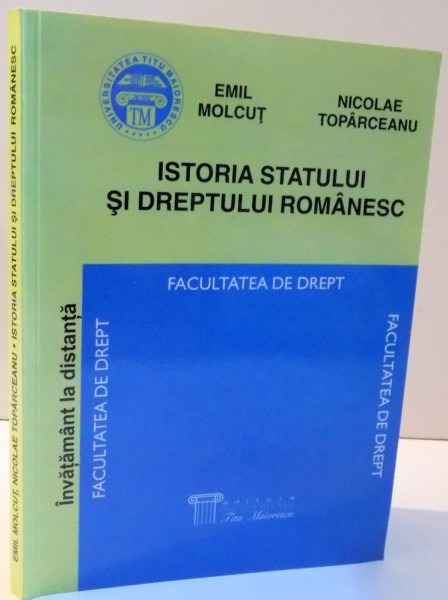 UNIVERSITATEA TITU MAIORESCU
TM
EMIL
MOLCUȚ
NICOLAE
TOPÂRCEANU
ISTORIA STATULUI
ȘI DREPTULUI ROMÂNESC
FACULTATEA DE DREPT
FACULTATEA DE DREPT
FACULTATEA DE DREPT
Învățământ la distanță
Titu Maiorescu
EMIL MOLCUȚ, NICOLAE TOPÂRCEANU • ISTORIA STATULUI ȘI DREPTULUI ROMÂNESC